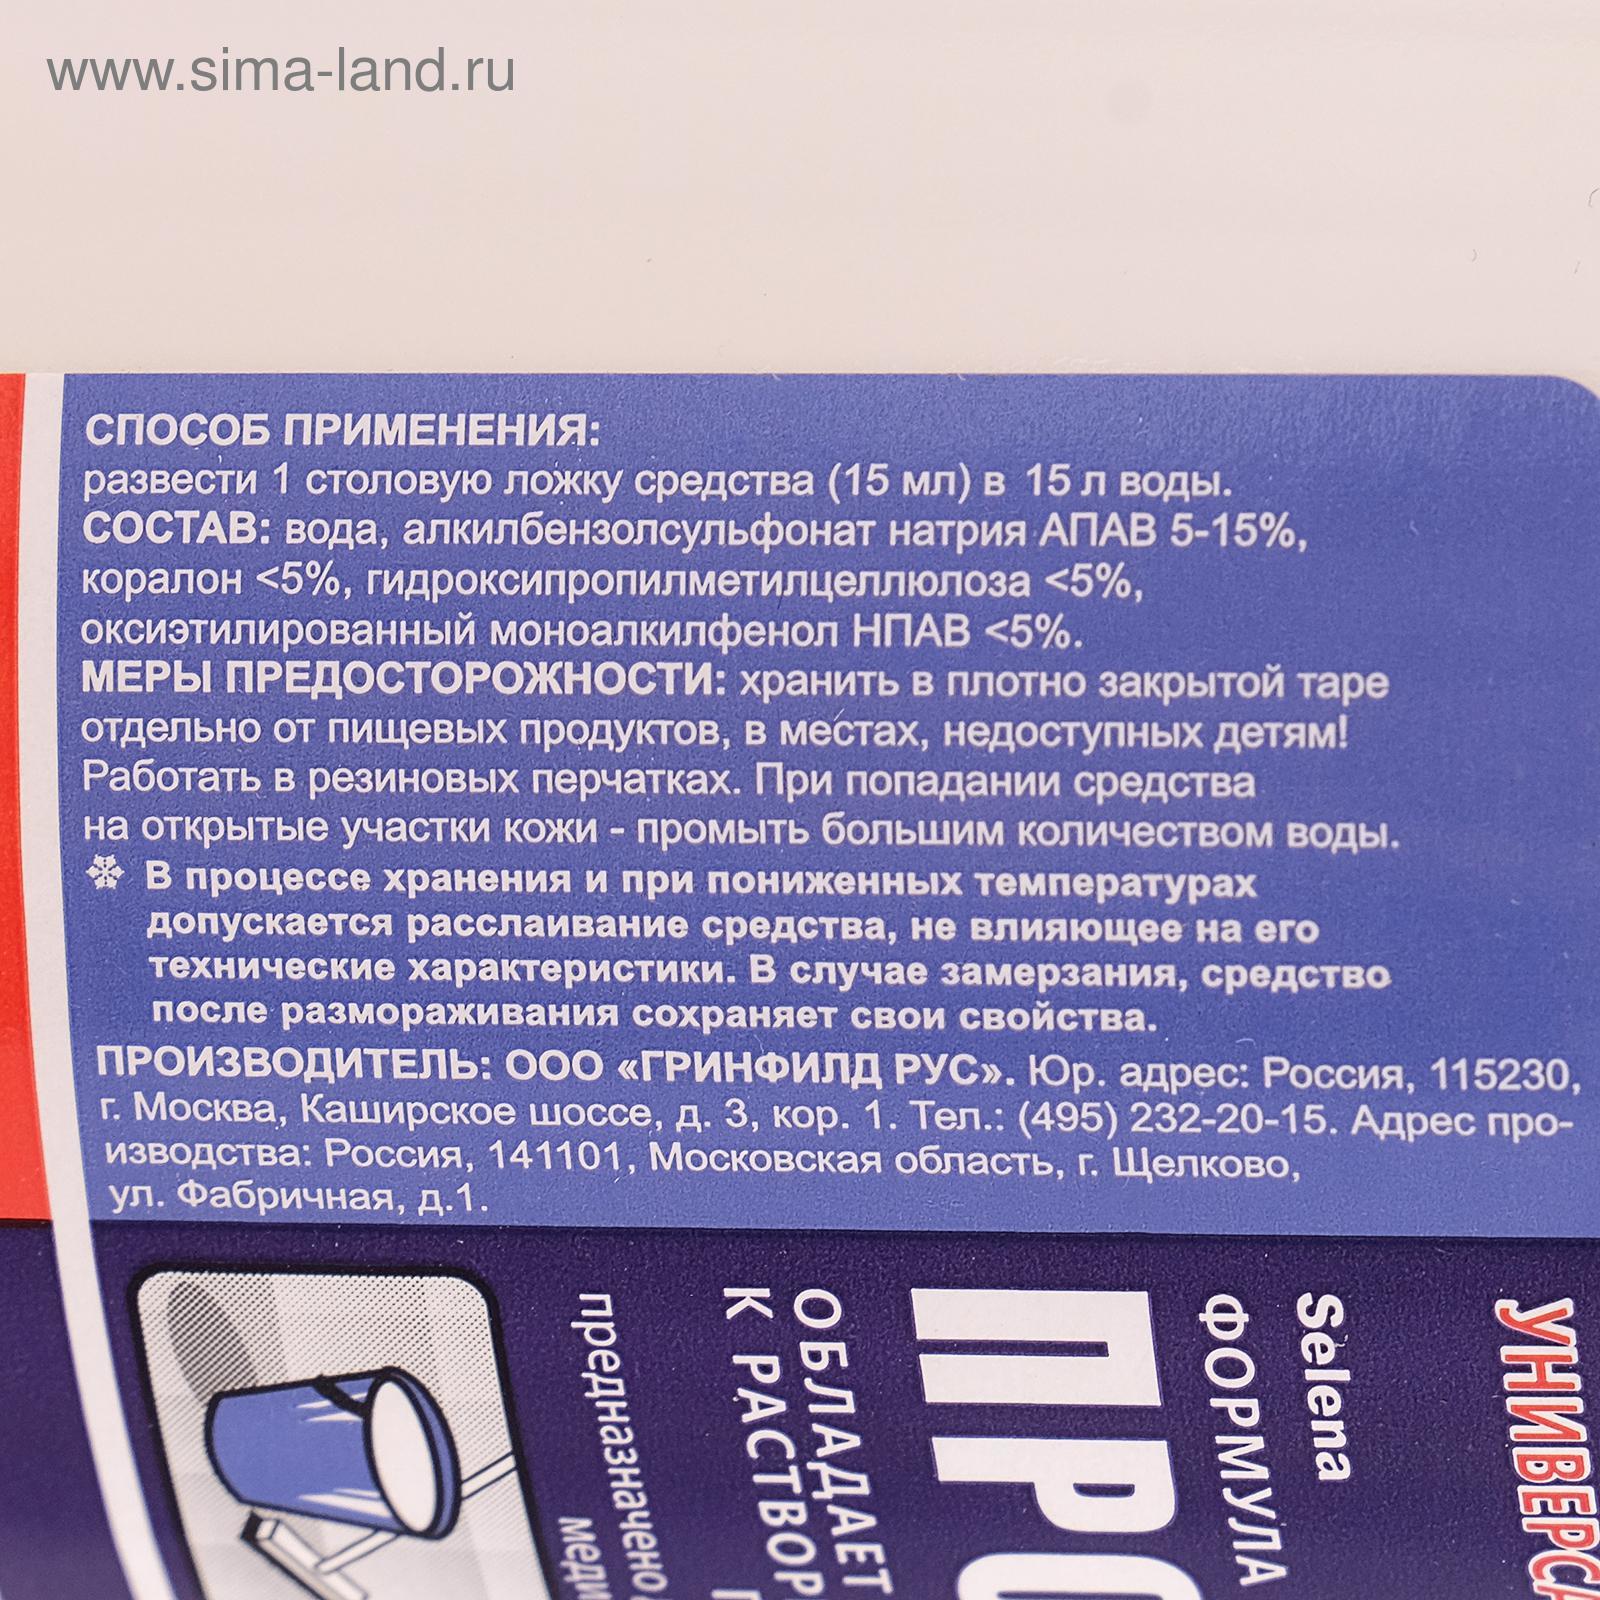 www.sima-land.ru
СПОСОБ ПРИМЕНЕНИЯ:
развести 1 столовую ложку средства (15 мл) в 15 л воды.
СОСТАВ: вода, алкилбензолсульфонат натрия АПАВ 5-15%,
коралон <5%, гидроксипропилметилцеллюлоза <5%,
оксиэтилированный моноалкилфенол НПАВ <5%.
МЕРЫ ПРЕДОСТОРОЖНОСТИ: хранить в плотно закрытой таре
отдельно от пищевых продуктов, в местах, недоступных детям!
Работать в резиновых перчатках. При попадании средства
на открытые участки кожи - промыть большим количеством воды.
В процессе хранения и при пониженных температурах
допускается расслаивание средства, не влияющее на его
технические характеристики. В случае замерзания, средство
после размораживания сохраняет свои свойства.
ПРОИЗВОДИТЕЛЬ: ООО «ГРИНФИЛД РУС». Юр. адрес: Россия, 115230,
г. Москва, Каширское шоссе, д. 3, кор. 1. Тел.: (495) 232-20-15. Адрес про-
изводства: Россия, 141101, Московская область, г. Щелково,
ул. Фабричная, д.1.
Selena
ФОРМУЛА
ОБЛАДАЕТ
предназначено